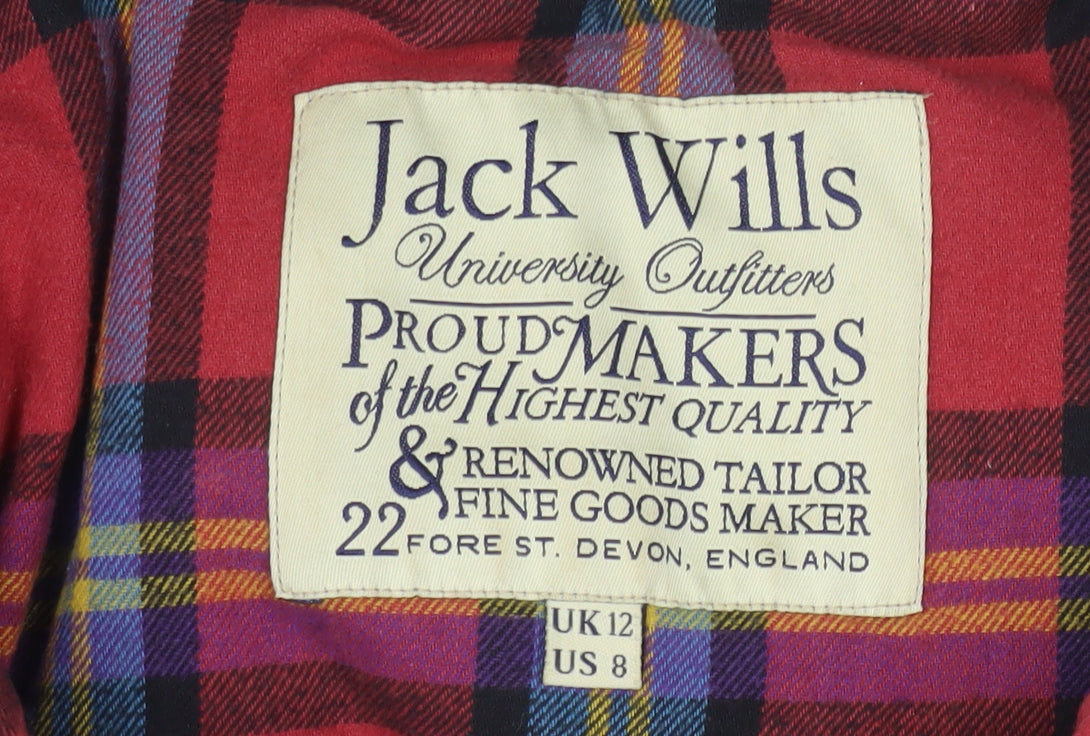 Jack Wills
University Outfitters
PROUD MAKERS
of the HIGHEST QUALITY
& RENOWNED TAILOR
FINE GOODS MAKER
22 FORE ST. DEVON, ENGLAND
UK 12
US 8